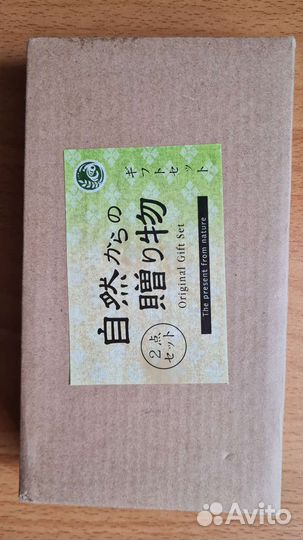 ギフトセット
自然からの
贈り物
Original Gift Set
The present from nature
2点
セット
Avito